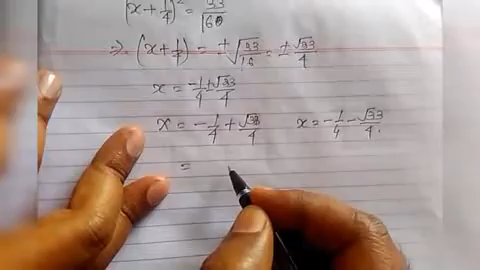 (x+1/4)² = 33/16
⇒ (x+1/4) = ±√33/16 = ±√33/4
x = -1/4 ± √33/4
x = -1/4 + √33/4 x = -1/4 - √33/4.
=